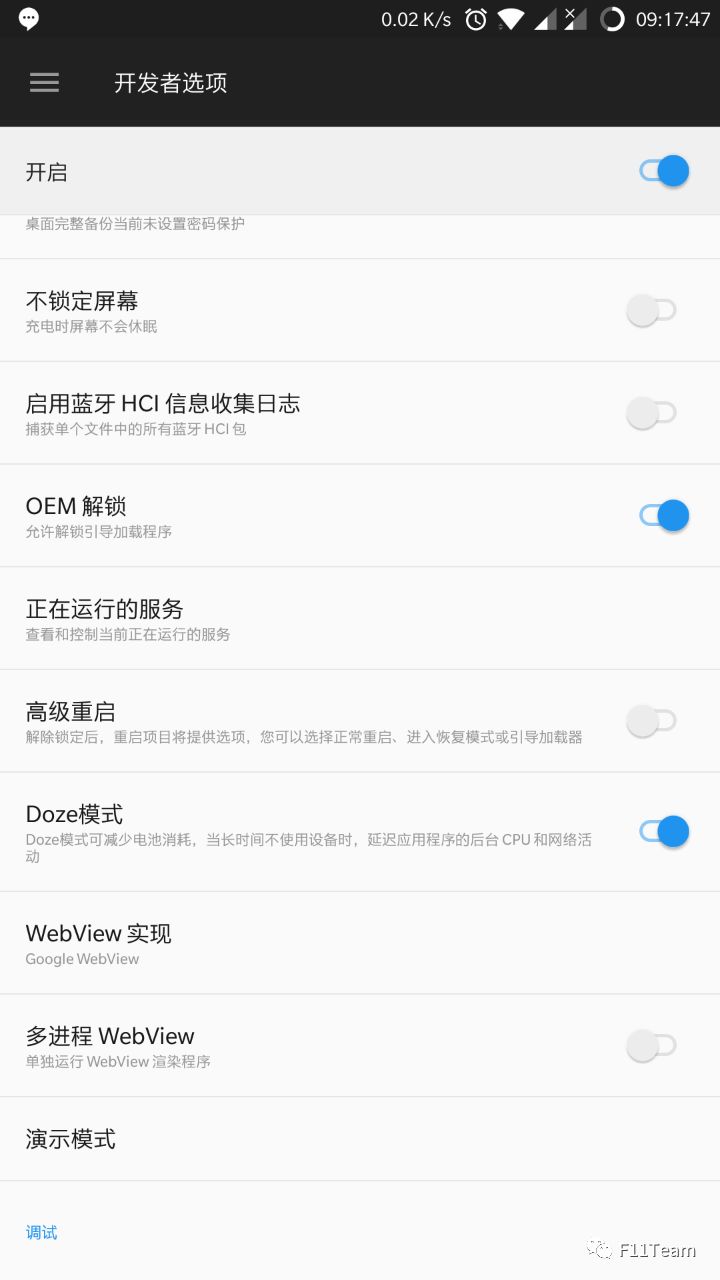 0.02 K/s 09:17:47
开发者选项
开启
桌面完整备份当前未设置密码保护
不锁定屏幕
充电时屏幕不会休眠
启用蓝牙 HCI 信息收集日志
捕获单个文件中的所有蓝牙 HCI 包
OEM 解锁
允许解锁引导加载程序
正在运行的服务
查看和控制当前正在运行的服务
高级重启
解除锁定后，重启项目将提供选项，您可以选择正常重启、进入恢复模式或引导加载器
Doze模式
Doze模式可减少电池消耗，当长时间不使用设备时，延迟应用程序的后台 CPU 和网络活
动
WebView 实现
Google WebView
多进程 WebView
单独运行 WebView 渲染程序
演示模式
调试
F11Team